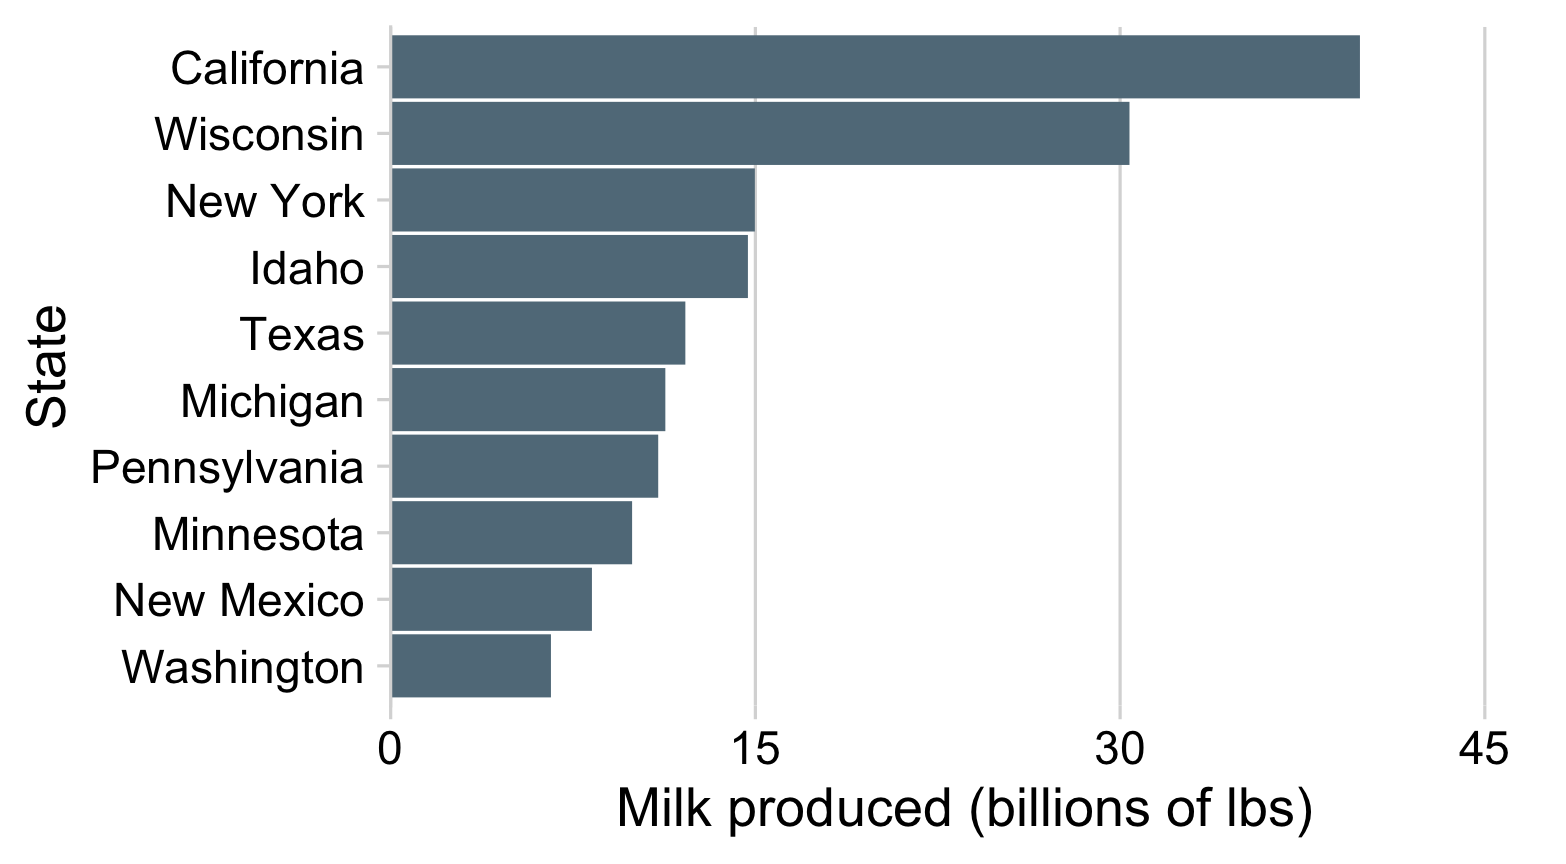 State
California
Wisconsin
New York
Idaho
Texas
Michigan
Pennsylvania
Minnesota
New Mexico
Washington
0 15 30 45
Milk produced (billions of lbs)